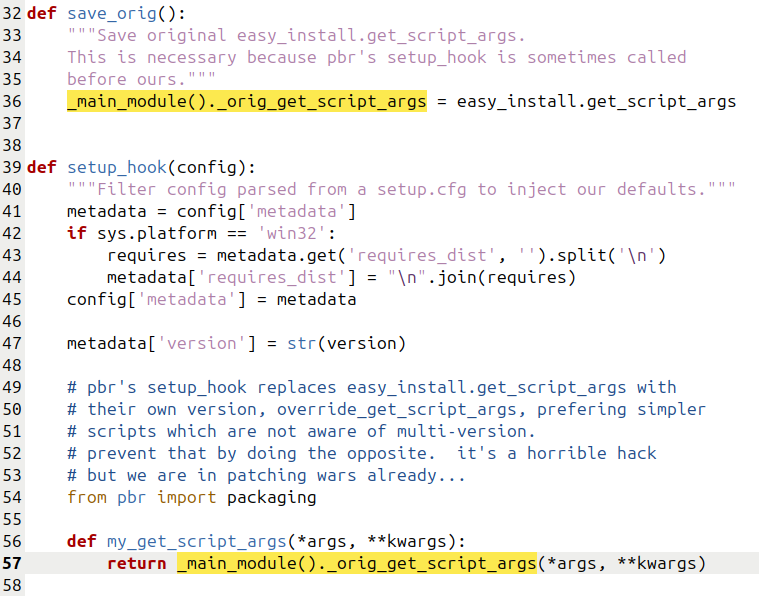 32 def save_orig():
33     """Save original easy_install.get_script_args.
34     This is necessary because pbr's setup_hook is sometimes called
35     before ours."""
36     _main_module()._orig_get_script_args = easy_install.get_script_args
37
38
39 def setup_hook(config):
40     """Filter config parsed from a setup.cfg to inject our defaults."""
41     metadata = config['metadata']
42     if sys.platform == 'win32':
43         requires = metadata.get('requires_dist', '').split('\n')
44         metadata['requires_dist'] = "\n".join(requires)
45     config['metadata'] = metadata
46
47     metadata['version'] = str(version)
48
49     # pbr's setup_hook replaces easy_install.get_script_args with
50     # their own version, override_get_script_args, prefering simpler
51     # scripts which are not aware of multi-version.
52     # prevent that by doing the opposite.  it's a horrible hack
53     # but we are in patching wars already...
54     from pbr import packaging
55
56     def my_get_script_args(*args, **kwargs):
57         return _main_module()._orig_get_script_args(*args, **kwargs)
58